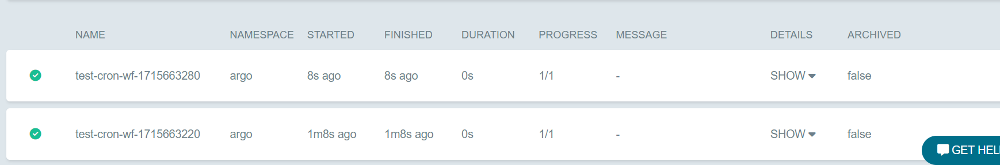 NAME NAMESPACE STARTED FINISHED DURATION PROGRESS MESSAGE DETAILS ARCHIVED
test-cron-wf-1715663280 argo 8s ago 8s ago 0s 1/1 - SHOW false
test-cron-wf-1715663220 argo 1m8s ago 1m8s ago 0s 1/1 - SHOW false
GET